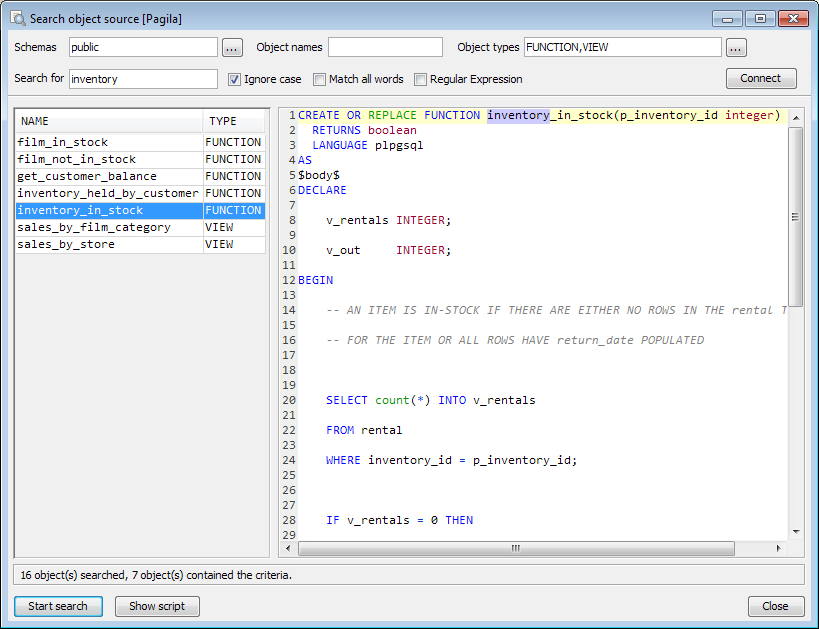 Search object source [Pagila]
Schemas public ... Object names Object types FUNCTION,VIEW ...
Search for inventory Ignore case Match all words Regular Expression Connect
NAME TYPE
film_in_stock FUNCTION
film_not_in_stock FUNCTION
get_customer_balance FUNCTION
inventory_held_by_customer FUNCTION
inventory_in_stock FUNCTION
sales_by_film_category VIEW
sales_by_store VIEW
1 CREATE OR REPLACE FUNCTION inventory_in_stock(p_inventory_id integer)
2 RETURNS boolean
3 LANGUAGE plpgsql
4 AS
5 $body$
6 DECLARE
7
8 v_rentals INTEGER;
9
10 v_out INTEGER;
11
12 BEGIN
13
14 -- AN ITEM IS IN-STOCK IF THERE ARE EITHER NO ROWS IN THE rental T
15
16 -- FOR THE ITEM OR ALL ROWS HAVE return_date POPULATED
17
18
19
20 SELECT count(*) INTO v_rentals
21
22 FROM rental
23
24 WHERE inventory_id = p_inventory_id;
25
26
27
28 IF v_rentals = 0 THEN
29
16 object(s) searched, 7 object(s) contained the criteria.
Start search Show script Close